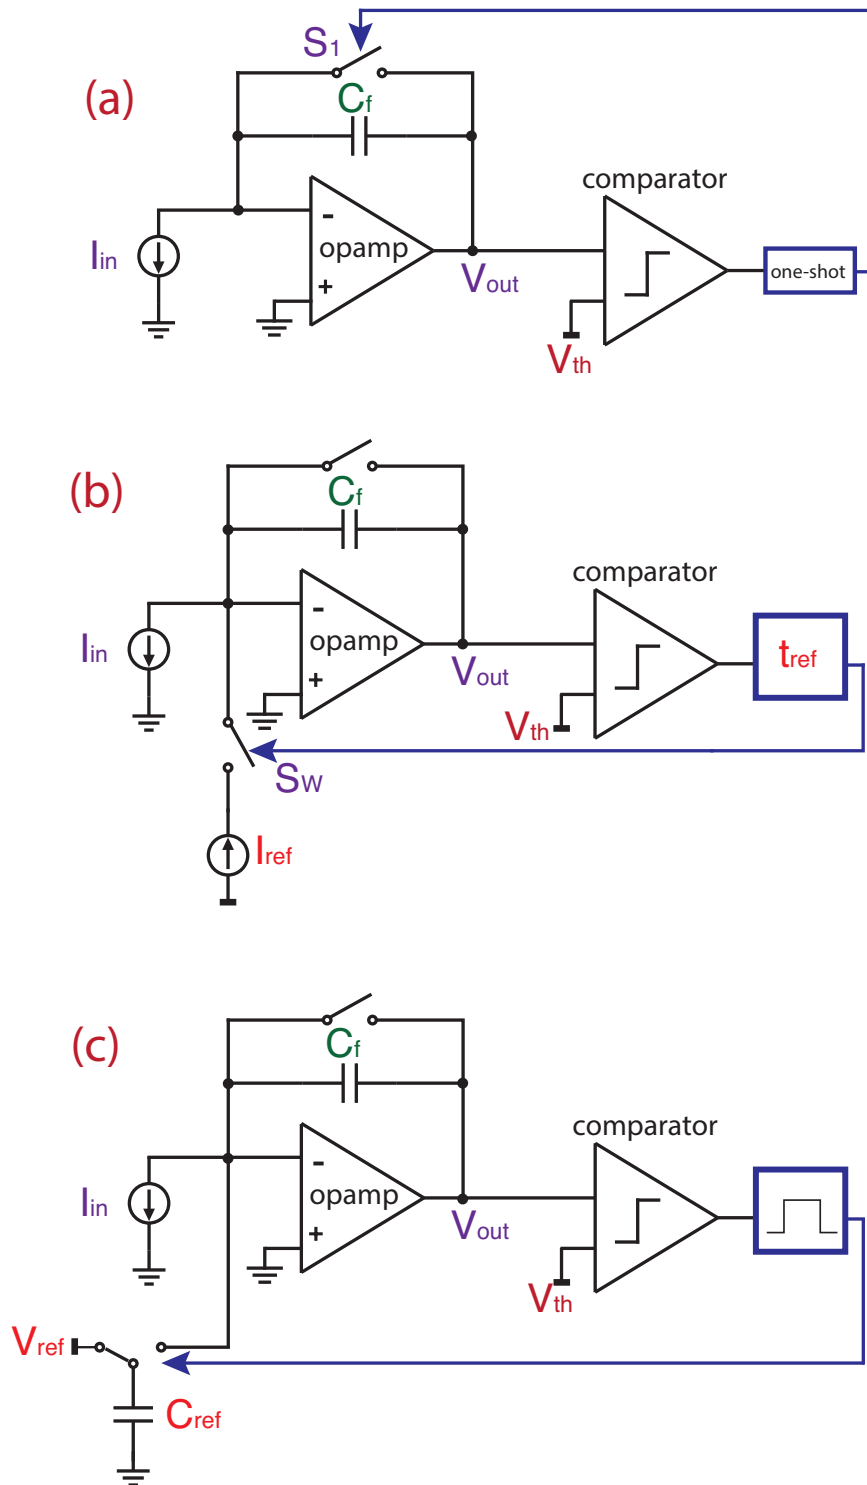 (a)
S1
Cf
comparator
Iin
-
opamp
+
Vout
one-shot
Vth
(b)
Cf
comparator
Iin
-
opamp
+
Vout
tref
Vth
Sw
Iref
(c)
Cf
comparator
Iin
-
opamp
+
Vout
Vth
Vref
Cref